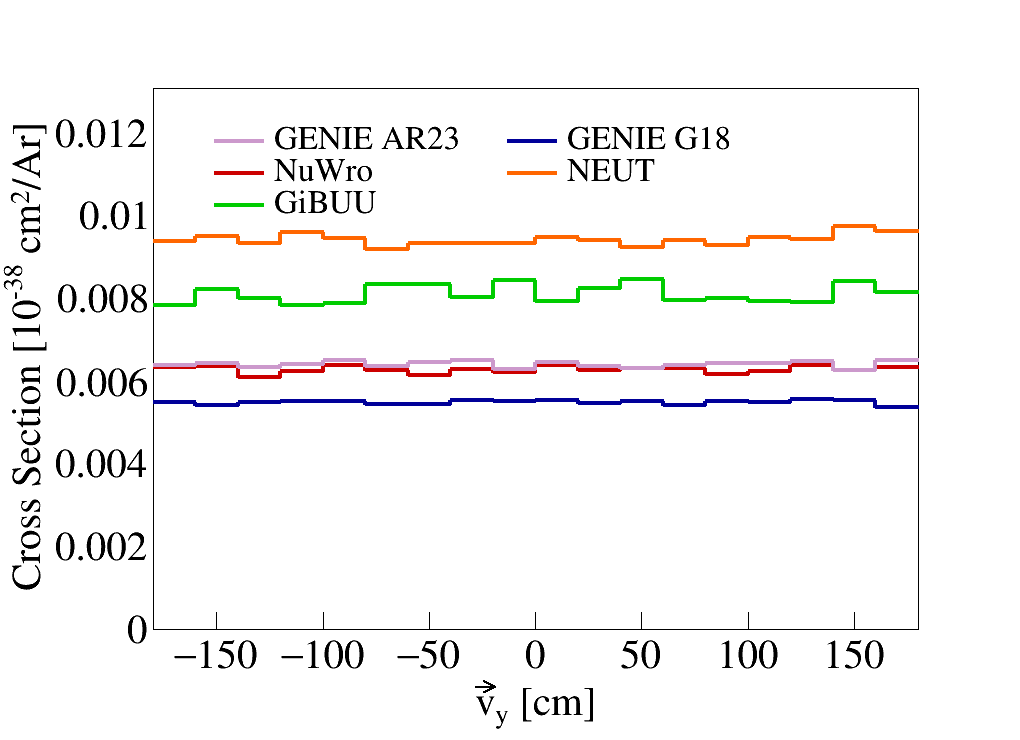 Cross Section [10⁻³⁸ cm²/Ar]
0.012
0.01
0.008
0.006
0.004
0.002
0
GENIE AR23
GENIE G18
NuWro
NEUT
GiBUU
−150 −100 −50 0 50 100 150
v⃗_y [cm]